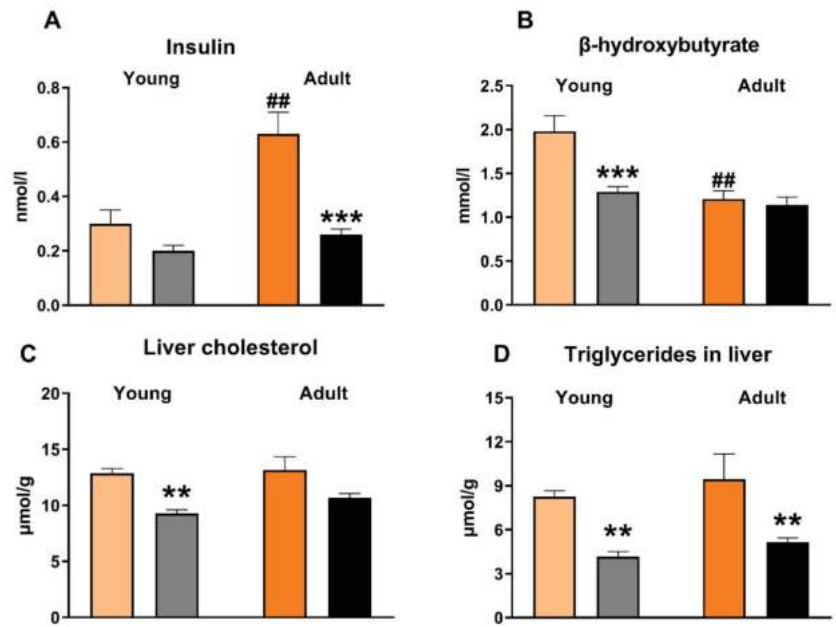 A
Insulin
Young
Adult
nmol/l
0.8
0.6
0.4
0.2
0.0
##
***
B
β-hydroxybutyrate
Young
Adult
mmol/l
2.5
2.0
1.5
1.0
0.5
0.0
***
##
C
Liver cholesterol
Young
Adult
μmol/g
20
15
10
5
0
**
D
Triglycerides in liver
Young
Adult
μmol/g
15
12
9
6
3
0
**
**